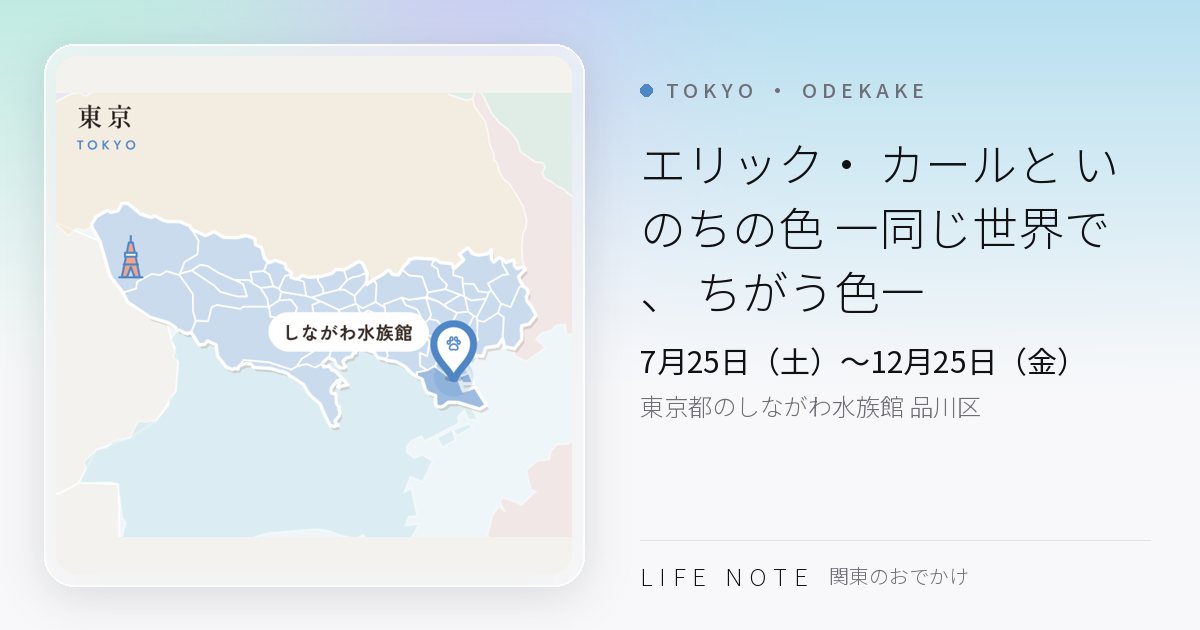 東京
TOKYO
しながわ水族館
TOKYO・ODEKAKE
エリック・ カールと い
のちの色 ―同じ世界で
、 ちがう色―
7月25日（土）～12月25日（金）
東京都のしながわ水族館 品川区
LIFE NOTE 関東のおでかけ